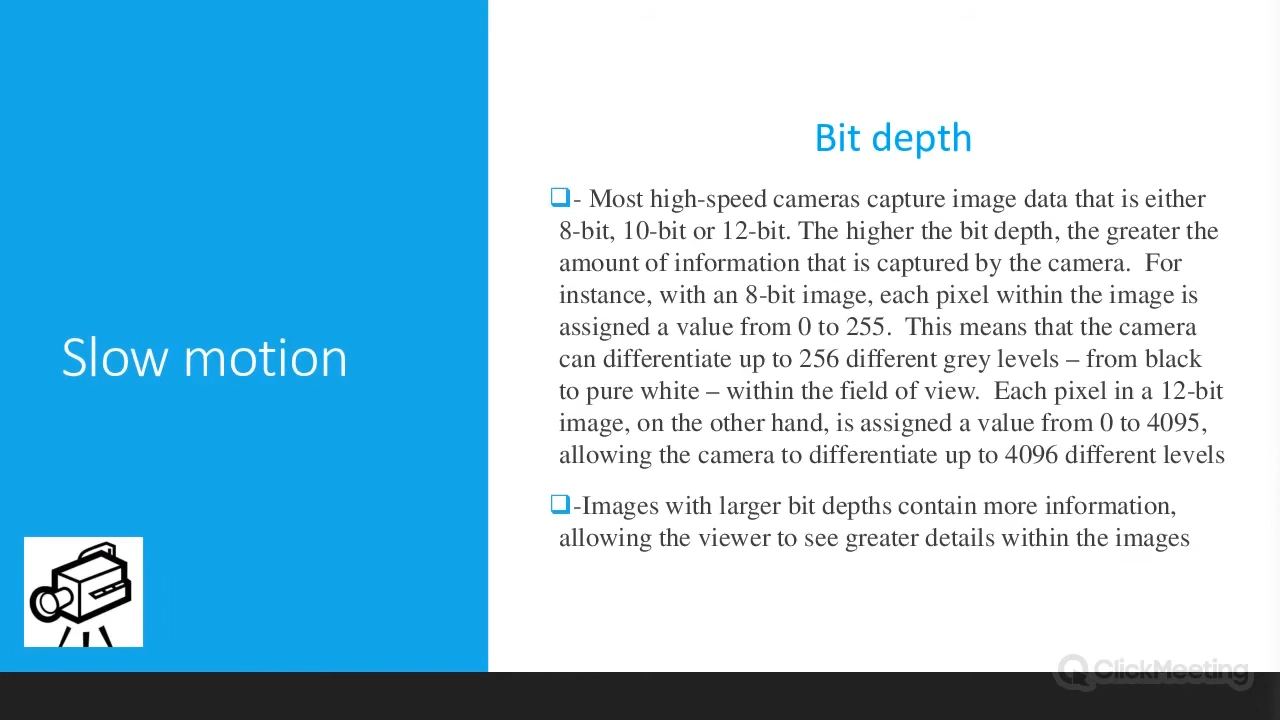 Slow motion
Bit depth
- Most high-speed cameras capture image data that is either
8-bit, 10-bit or 12-bit. The higher the bit depth, the greater the
amount of information that is captured by the camera.  For
instance, with an 8-bit image, each pixel within the image is
assigned a value from 0 to 255.  This means that the camera
can differentiate up to 256 different grey levels – from black
to pure white – within the field of view.  Each pixel in a 12-bit
image, on the other hand, is assigned a value from 0 to 4095,
allowing the camera to differentiate up to 4096 different levels
-Images with larger bit depths contain more information,
allowing the viewer to see greater details within the images
ClickMeeting